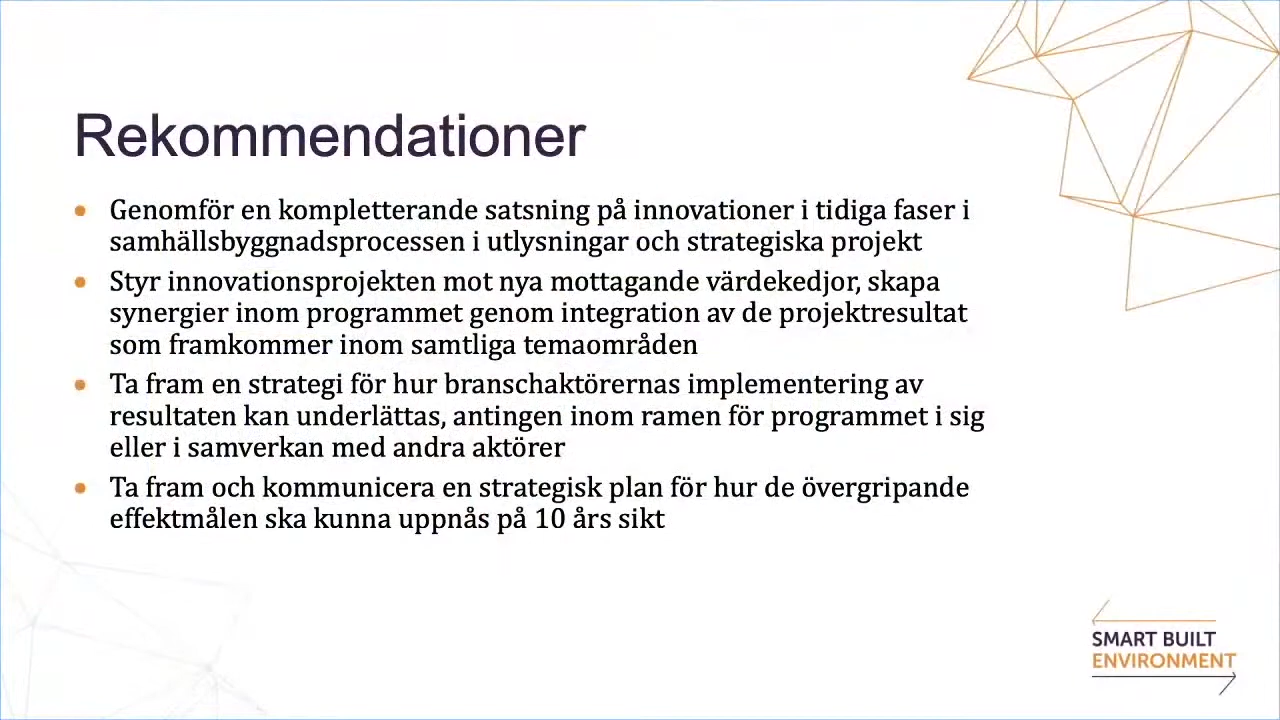 Rekommendationer
Genomför en kompletterande satsning på innovationer i tidiga faser i
samhällsbyggnadsprocessen i utlysningar och strategiska projekt
Styr innovationsprojekten mot nya mottagande värdekedjor, skapa
synergier inom programmet genom integration av de projektresultat
som framkommer inom samtliga temaområden
Ta fram en strategi för hur branschaktörernas implementering av
resultaten kan underlättas, antingen inom ramen för programmet i sig
eller i samverkan med andra aktörer
Ta fram och kommunicera en strategisk plan för hur de övergripande
effektmålen ska kunna uppnås på 10 års sikt
SMART BUILT
ENVIRONMENT